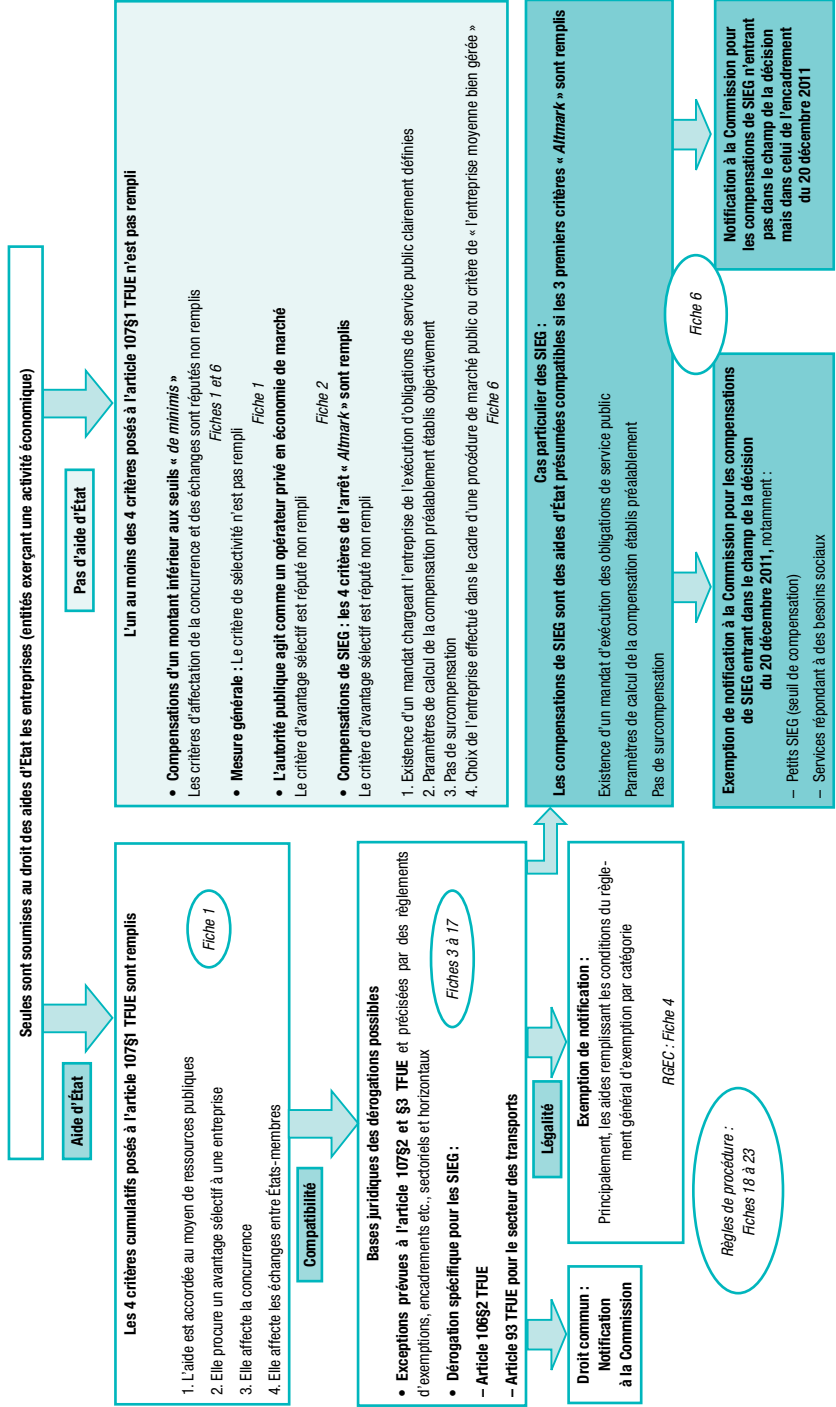 Seules sont soumises au droit des aides d'Etat les entreprises (entités exerçant une activité économique)
Aide d'État
Pas d'aide d'État
Les 4 critères cumulatifs posés à l'article 107§1 TFUE sont remplis
1. L'aide est accordée au moyen de ressources publiques
2. Elle procure un avantage sélectif à une entreprise
3. Elle affecte la concurrence
4. Elle affecte les échanges entre États-membres
Fiche 1
L'un au moins des 4 critères posés à l'article 107§1 TFUE n'est pas rempli
• Compensations d'un montant inférieur aux seuils « de minimis »
Les critères d'affectation de la concurrence et des échanges sont réputés non remplis
Fiches 1 et 6
• Mesure générale : Le critère de sélectivité n'est pas rempli
Fiche 1
• L'autorité publique agit comme un opérateur privé en économie de marché
Le critère d'avantage sélectif est réputé non rempli
Fiche 2
• Compensations de SIEG : les 4 critères de l'arrêt « Altmark » sont remplis
Le critère d'avantage sélectif est réputé non rempli
1. Existence d'un mandat chargeant l'entreprise de l'exécution d'obligations de service public clairement définies
2. Paramètres de calcul de la compensation préalablement établis objectivement
3. Pas de surcompensation
4. Choix de l'entreprise effectué dans le cadre d'une procédure de marché public ou critère de « l'entreprise moyenne bien gérée »
Fiche 6
Compatibilité
Bases juridiques des dérogations possibles
• Exceptions prévues à l'article 107§2 et §3 TFUE et précisées par des règlements
d'exemptions, encadrements etc., sectoriels et horizontaux
• Dérogation spécifique pour les SIEG :
– Article 106§2 TFUE
– Article 93 TFUE pour le secteur des transports
Fiches 3 à 17
Cas particulier des SIEG :
Les compensations de SIEG sont des aides d'État présumées compatibles si les 3 premiers critères « Altmark » sont remplis
Existence d'un mandat d'exécution des obligations de service public
Paramètres de calcul de la compensation établis préalablement
Pas de surcompensation
Légalité
Droit commun :
Notification
à la Commission
Exemption de notification :
Principalement, les aides remplissant les conditions du règle-
ment général d'exemption par catégorie
RGEC : Fiche 4
Règles de procédure :
Fiches 18 à 23
Exemption de notification à la Commission pour les compensations
de SIEG entrant dans le champ de la décision
du 20 décembre 2011, notamment :
– Petits SIEG (seuil de compensation)
– Services répondant à des besoins sociaux
Fiche 6
Notification à la Commission pour
les compensations de SIEG n'entrant
pas dans le champ de la décision
mais dans celui de l'encadrement
du 20 décembre 2011